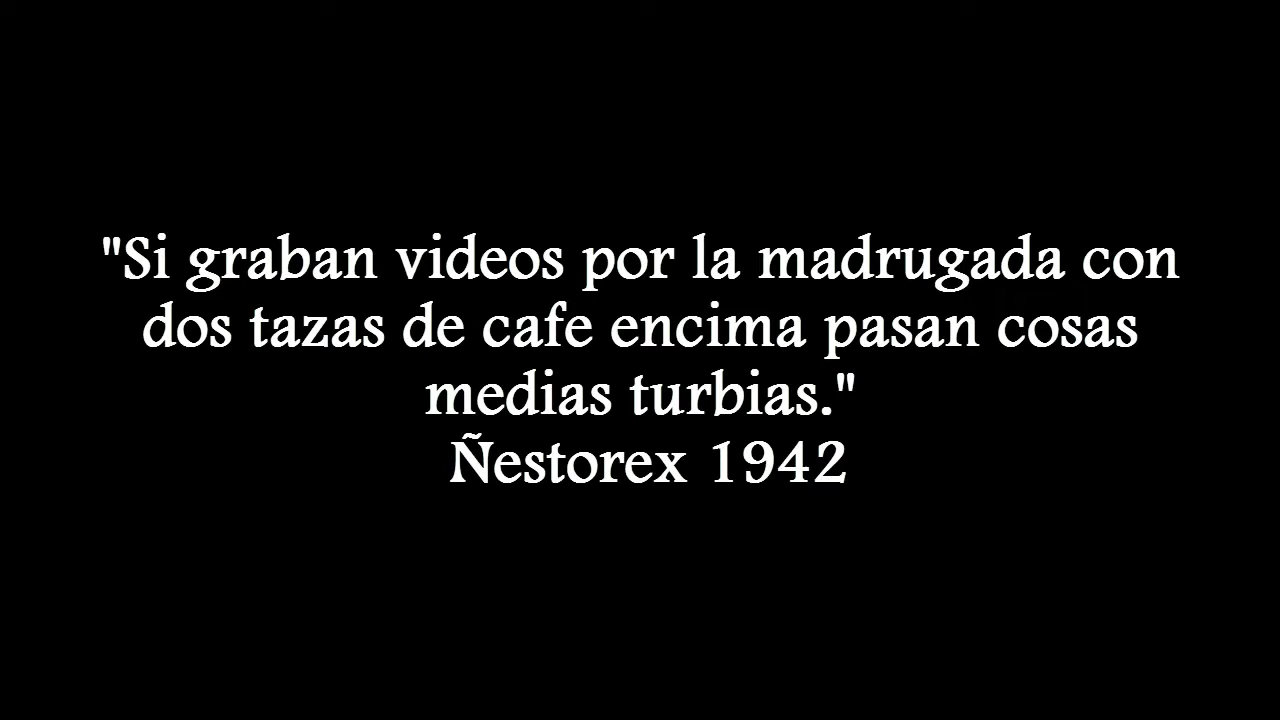 "Si graban videos por la madrugada con
dos tazas de cafe encima pasan cosas
medias turbias."
Ñestorex 1942